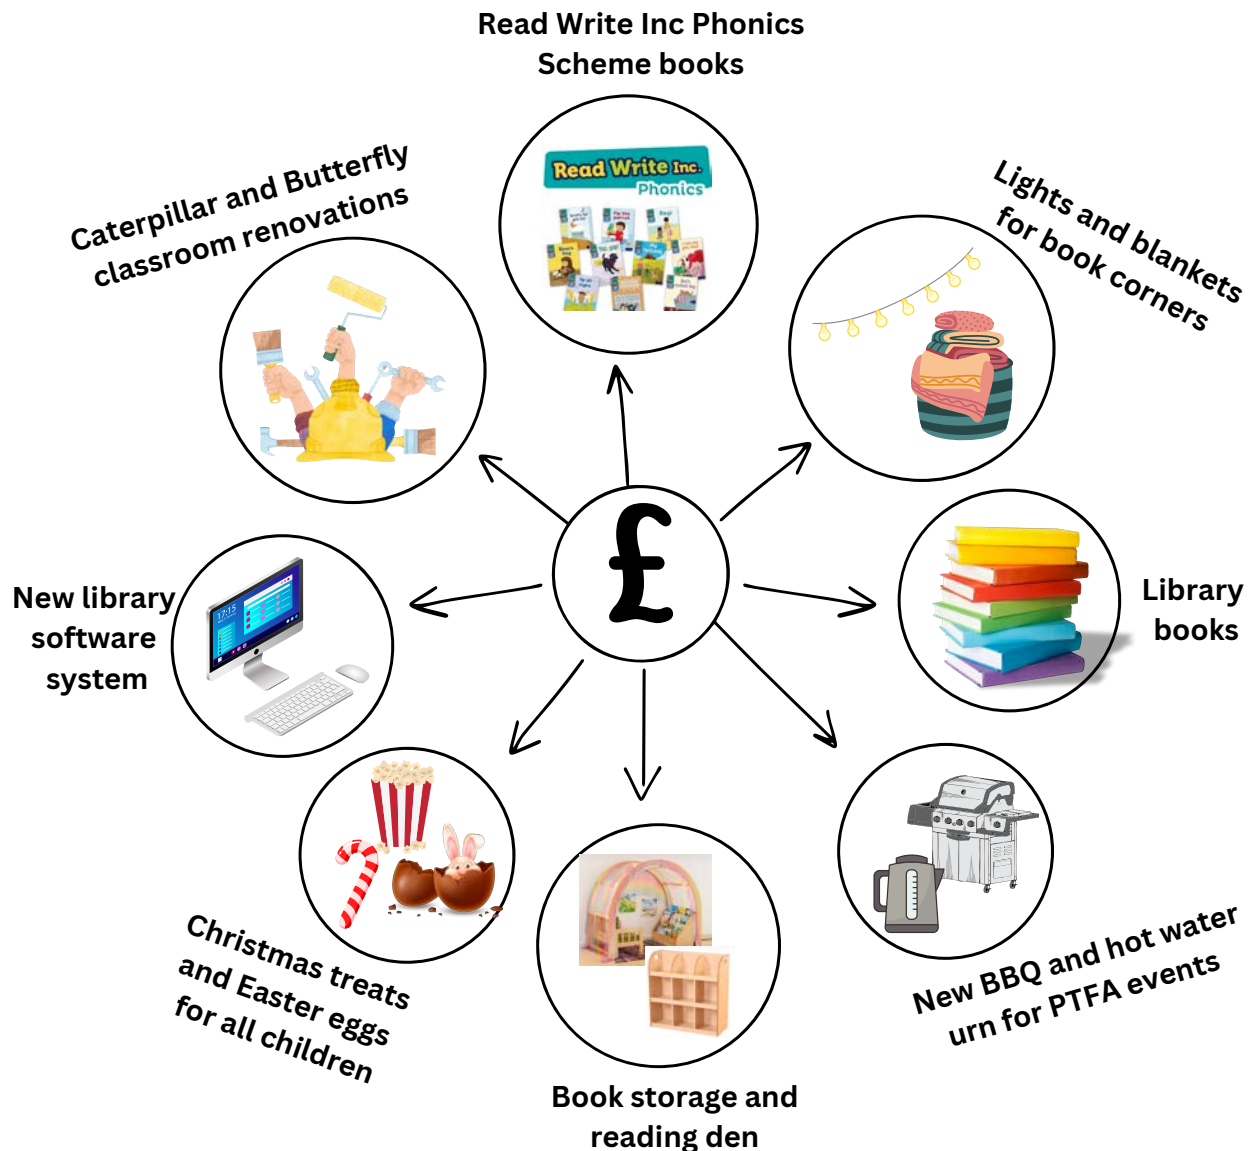 Read Write Inc Phonics
Scheme books
Read Write Inc.
Phonics
Caterpillar and Butterfly
classroom renovations
Lights and blankets
for book corners
£
New library
software
system
17:15
Library
books
Christmas treats
and Easter eggs
for all children
New BBQ and hot water
urn for PTFA events
Book storage and
reading den